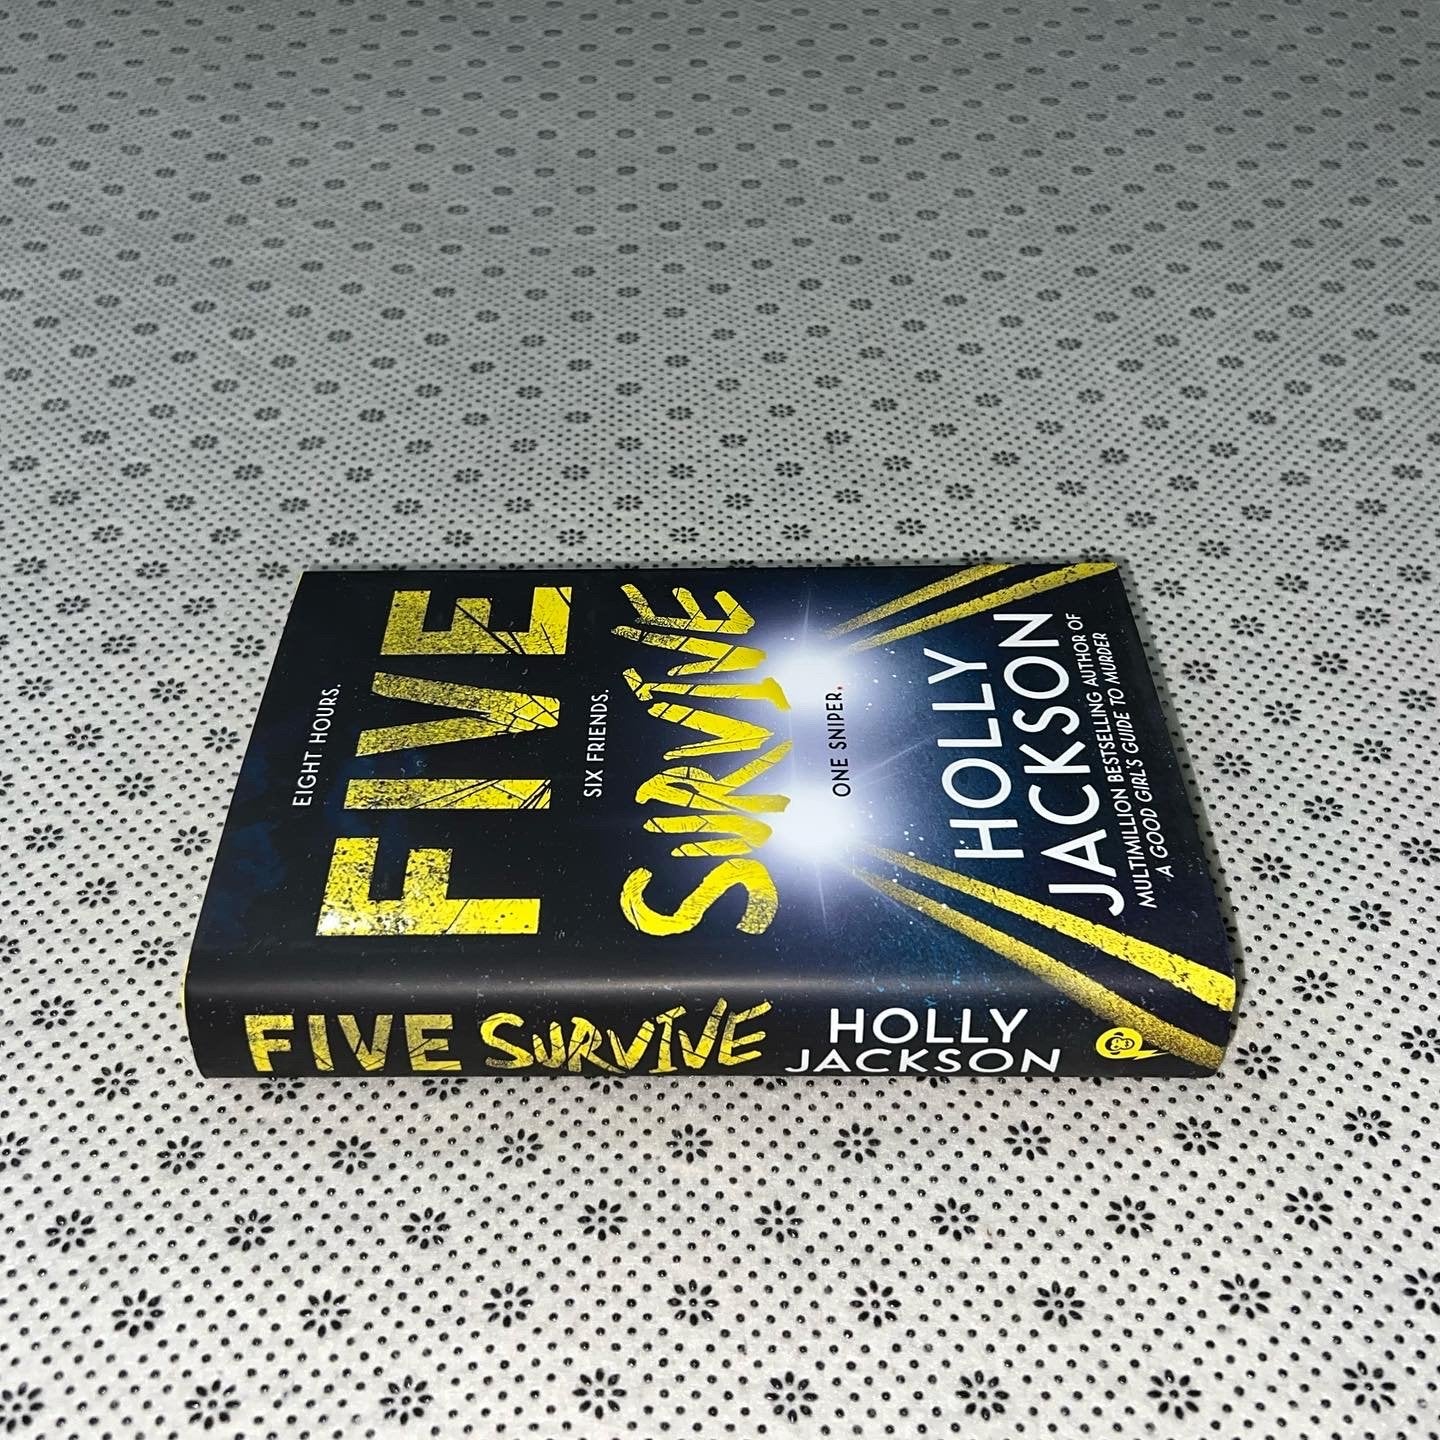 EIGHT HOURS.
FIVE
SIX FRIENDS.
SURVIVE
ONE SNIPER.
HOLLY
JACKSON
MULTIMILLION BESTSELLING AUTHOR OF
A GOOD GIRL'S GUIDE TO MURDER
FIVE SURVIVE
HOLLY
JACKSON